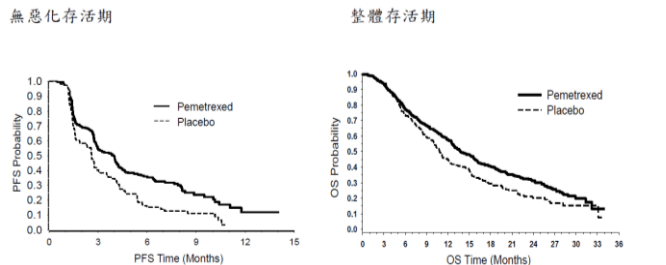 無惡化存活期
PFS Probability
1.0
0.9
0.8
0.7
0.6
0.5
0.4
0.3
0.2
0.1
0.0
Pemetrexed
Placebo
0 3 6 9 12 15
PFS Time (Months)
整體存活期
OS Probability
1.0
0.9
0.8
0.7
0.6
0.5
0.4
0.3
0.2
0.1
0.0
Pemetrexed
Placebo
0 3 6 9 12 15 18 21 24 27 30 33 36
OS Time (Months)